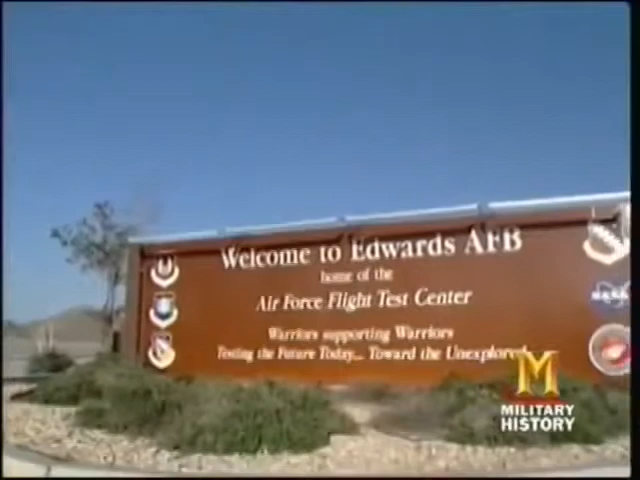 Welcome to Edwards AFB
home of the
Air Force Flight Test Center
Warriors supporting Warriors
Testing the Future Today... Toward the Unexplored
NASA
M
MILITARY
HISTORY